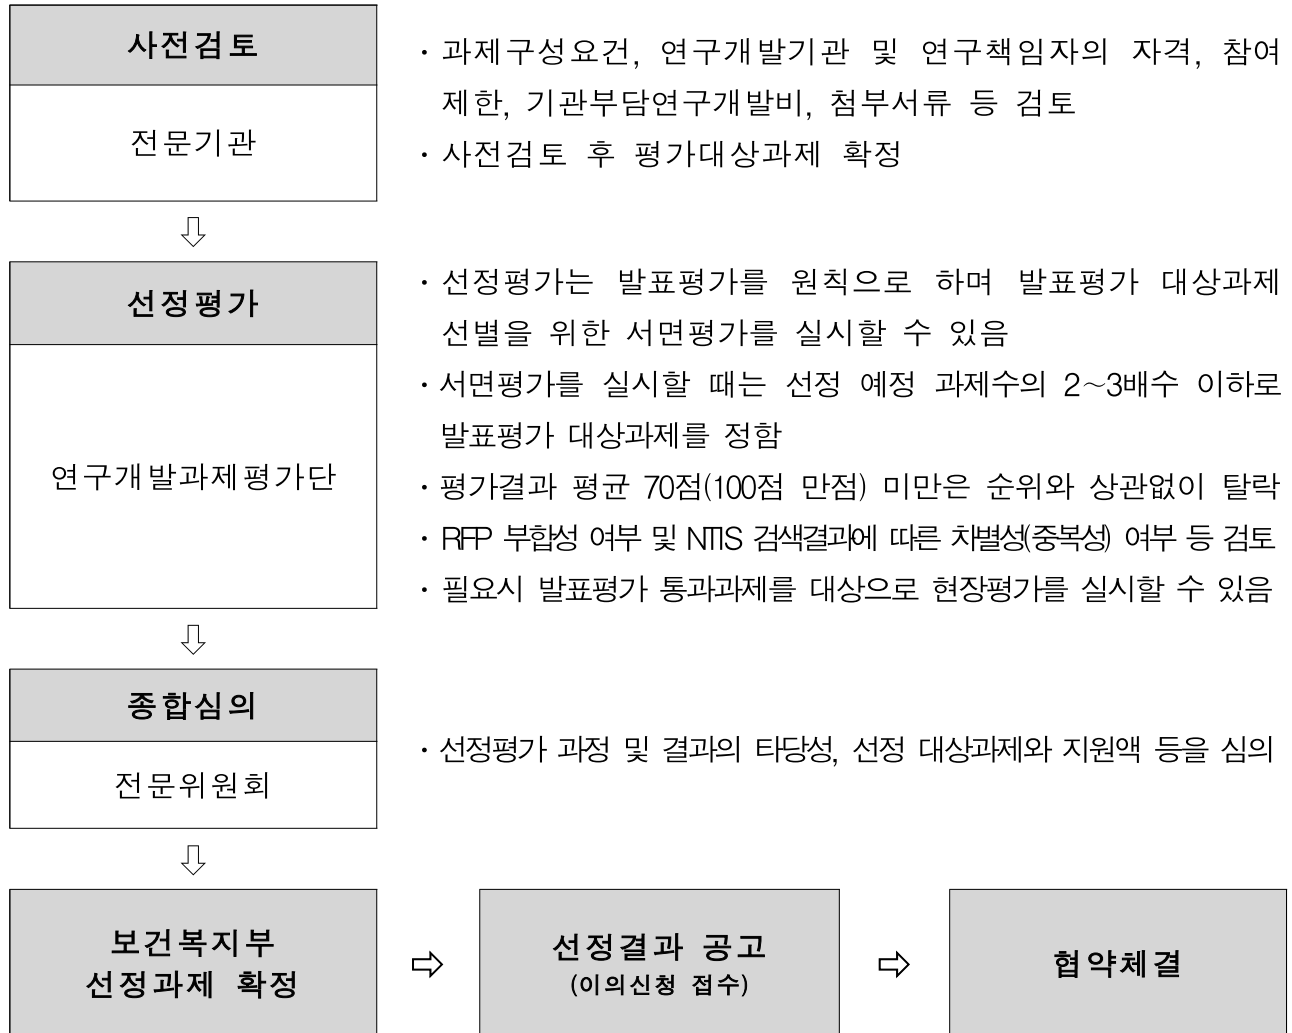 사전검토
전문기관
· 과제구성요건, 연구개발기관 및 연구책임자의 자격, 참여
제한, 기관부담연구개발비, 첨부서류 등 검토
· 사전검토 후 평가대상과제 확정
⇩
선정평가
연구개발과제평가단
· 선정평가는 발표평가를 원칙으로 하며 발표평가 대상과제
선별을 위한 서면평가를 실시할 수 있음
· 서면평가를 실시할 때는 선정 예정 과제수의 2~3배수 이하로
발표평가 대상과제를 정함
· 평가결과 평균 70점(100점 만점) 미만은 순위와 상관없이 탈락
· RFP 부합성 여부 및 NTIS 검색결과에 따른 차별성(중복성) 여부 등 검토
· 필요시 발표평가 통과과제를 대상으로 현장평가를 실시할 수 있음
⇩
종합심의
전문위원회
· 선정평가 과정 및 결과의 타당성, 선정 대상과제와 지원액 등을 심의
⇩
보건복지부
선정과제 확정
⇨
선정결과 공고
(이의신청 접수)
⇨
협약체결